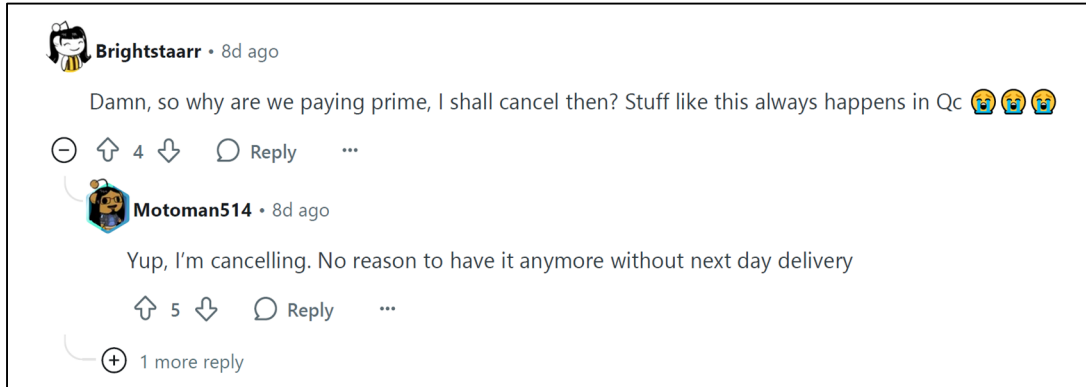 Brightstaarr • 8d ago
Damn, so why are we paying prime, I shall cancel then? Stuff like this always happens in Qc 😭😭😭
4 Reply ...
Motoman514 • 8d ago
Yup, I’m cancelling. No reason to have it anymore without next day delivery
5 Reply ...
1 more reply